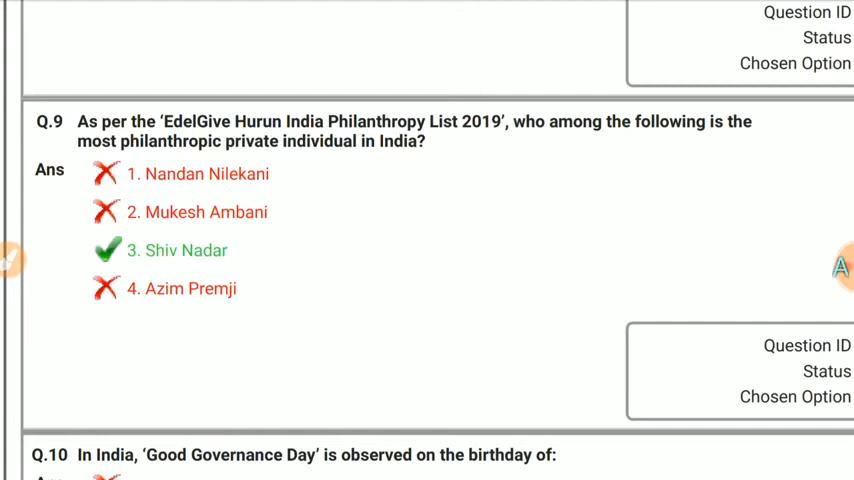 Question ID
Status
Chosen Option
Q.9 As per the ‘EdelGive Hurun India Philanthropy List 2019’, who among the following is the
most philanthropic private individual in India?
Ans 1. Nandan Nilekani
2. Mukesh Ambani
3. Shiv Nadar
4. Azim Premji
A
Question ID
Status
Chosen Option
Q.10 In India, ‘Good Governance Day’ is observed on the birthday of: